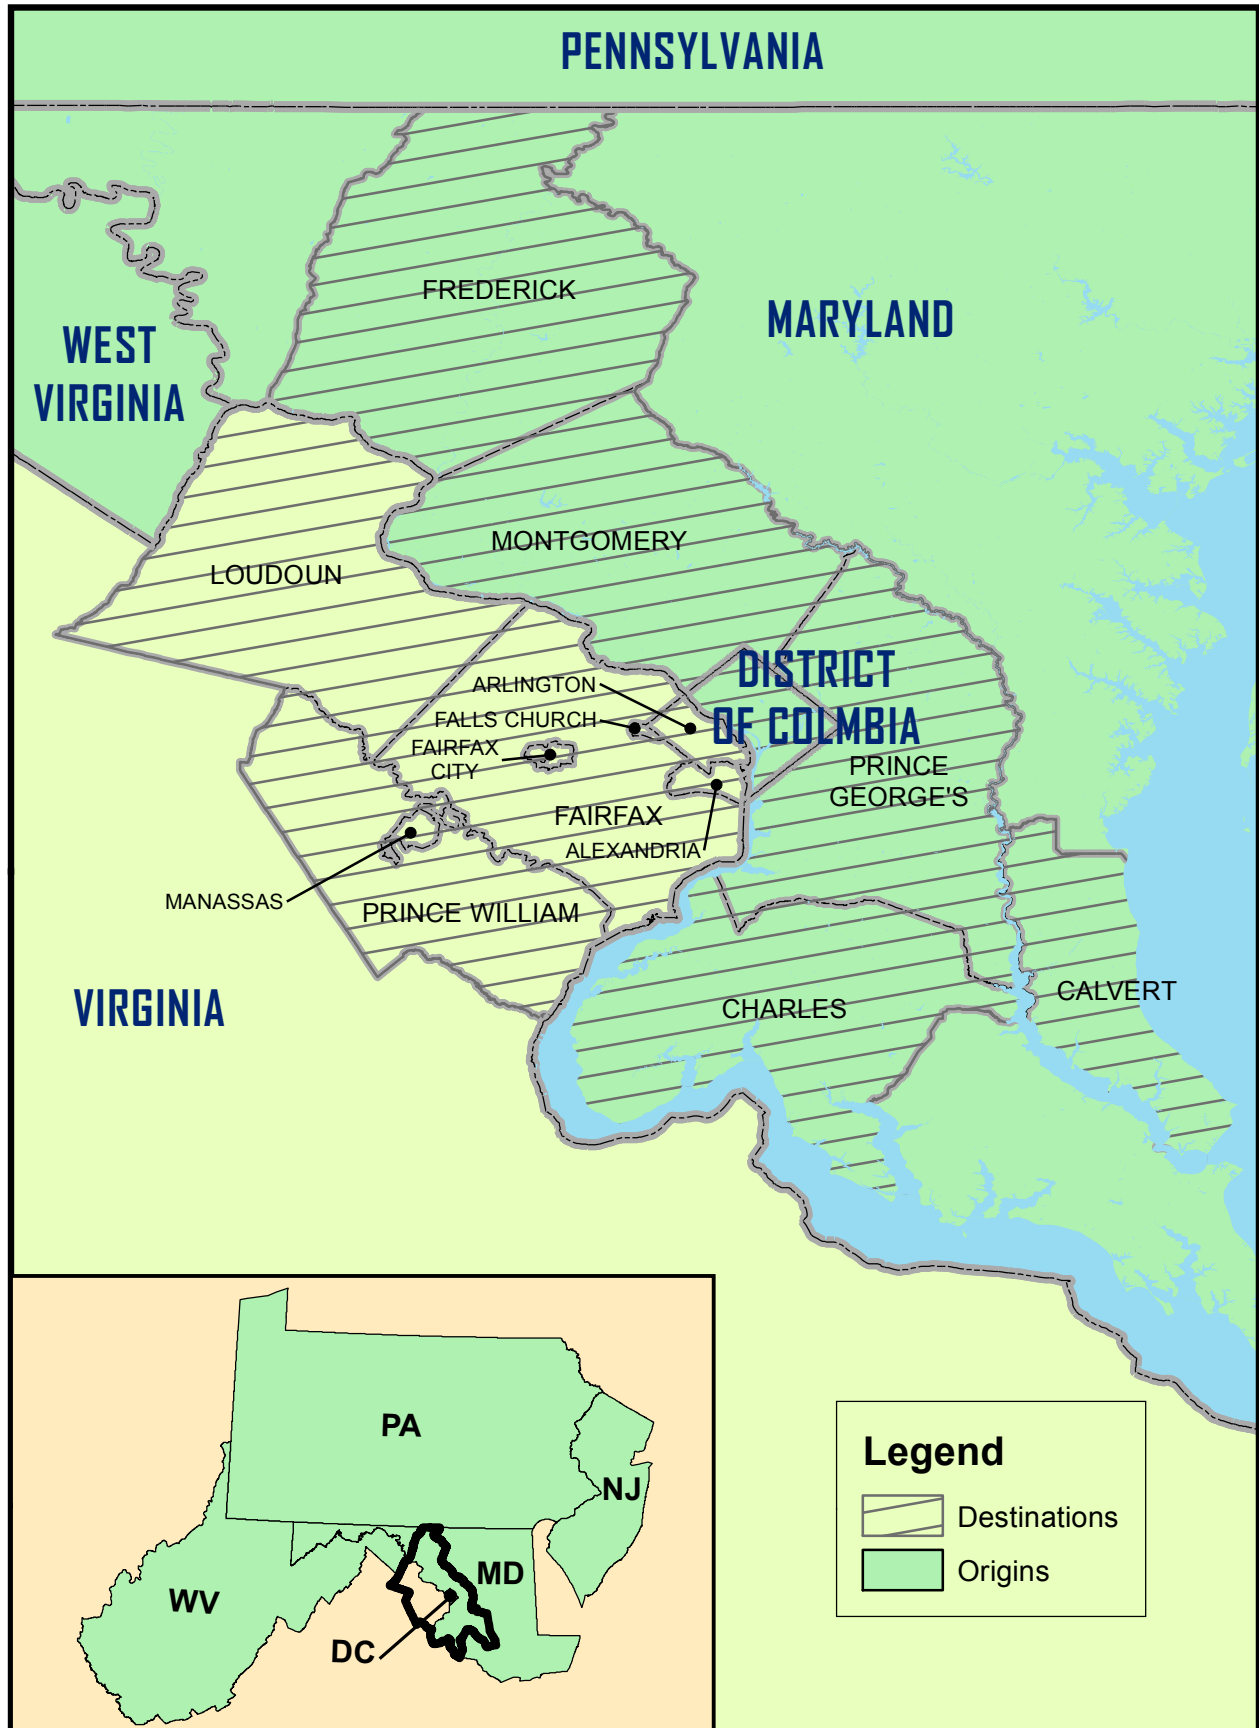 PENNSYLVANIA
FREDERICK
MARYLAND
WEST
VIRGINIA
MONTGOMERY
LOUDOUN
DISTRICT
OF COLMBIA
ARLINGTON
FALLS CHURCH
FAIRFAX
CITY
PRINCE
GEORGE'S
FAIRFAX
ALEXANDRIA
MANASSAS
PRINCE WILLIAM
VIRGINIA
CHARLES
CALVERT
PA
NJ
MD
WV
DC
Legend
Destinations
Origins